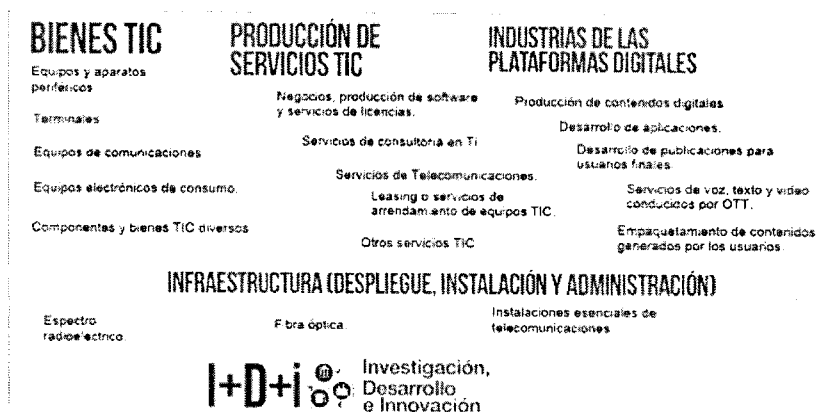 BIENES TIC
Equipos y aparatos
periféricos
Terminales
Equipos de comunicaciones
Equipos electrónicos de consumo.
Componentes y bienes TIC diversos
PRODUCCIÓN DE
SERVICIOS TIC
Negocios, producción de software
y servicios de licencias.
Servicios de consultoría en Ti
Servicios de Telecomunicaciones.
Leasing o servicios de
arrendamiento de equipos TIC.
Otros servicios TIC
INDUSTRIAS DE LAS
PLATAFORMAS DIGITALES
Producción de contenidos digitales
Desarrollo de aplicaciones.
Desarrollo de publicaciones para
usuarios finales.
Servicios de voz, texto y video
conducidos por OTT.
Empaquetamiento de contenidos
generados por los usuarios.
INFRAESTRUCTURA (DESPLIEGUE, INSTALACIÓN Y ADMINISTRACIÓN)
Espectro
radioeléctrico.
Fibra óptica.
Instalaciones esenciales de
telecomunicaciones
I+D+i
Investigación,
Desarrollo
e Innovación